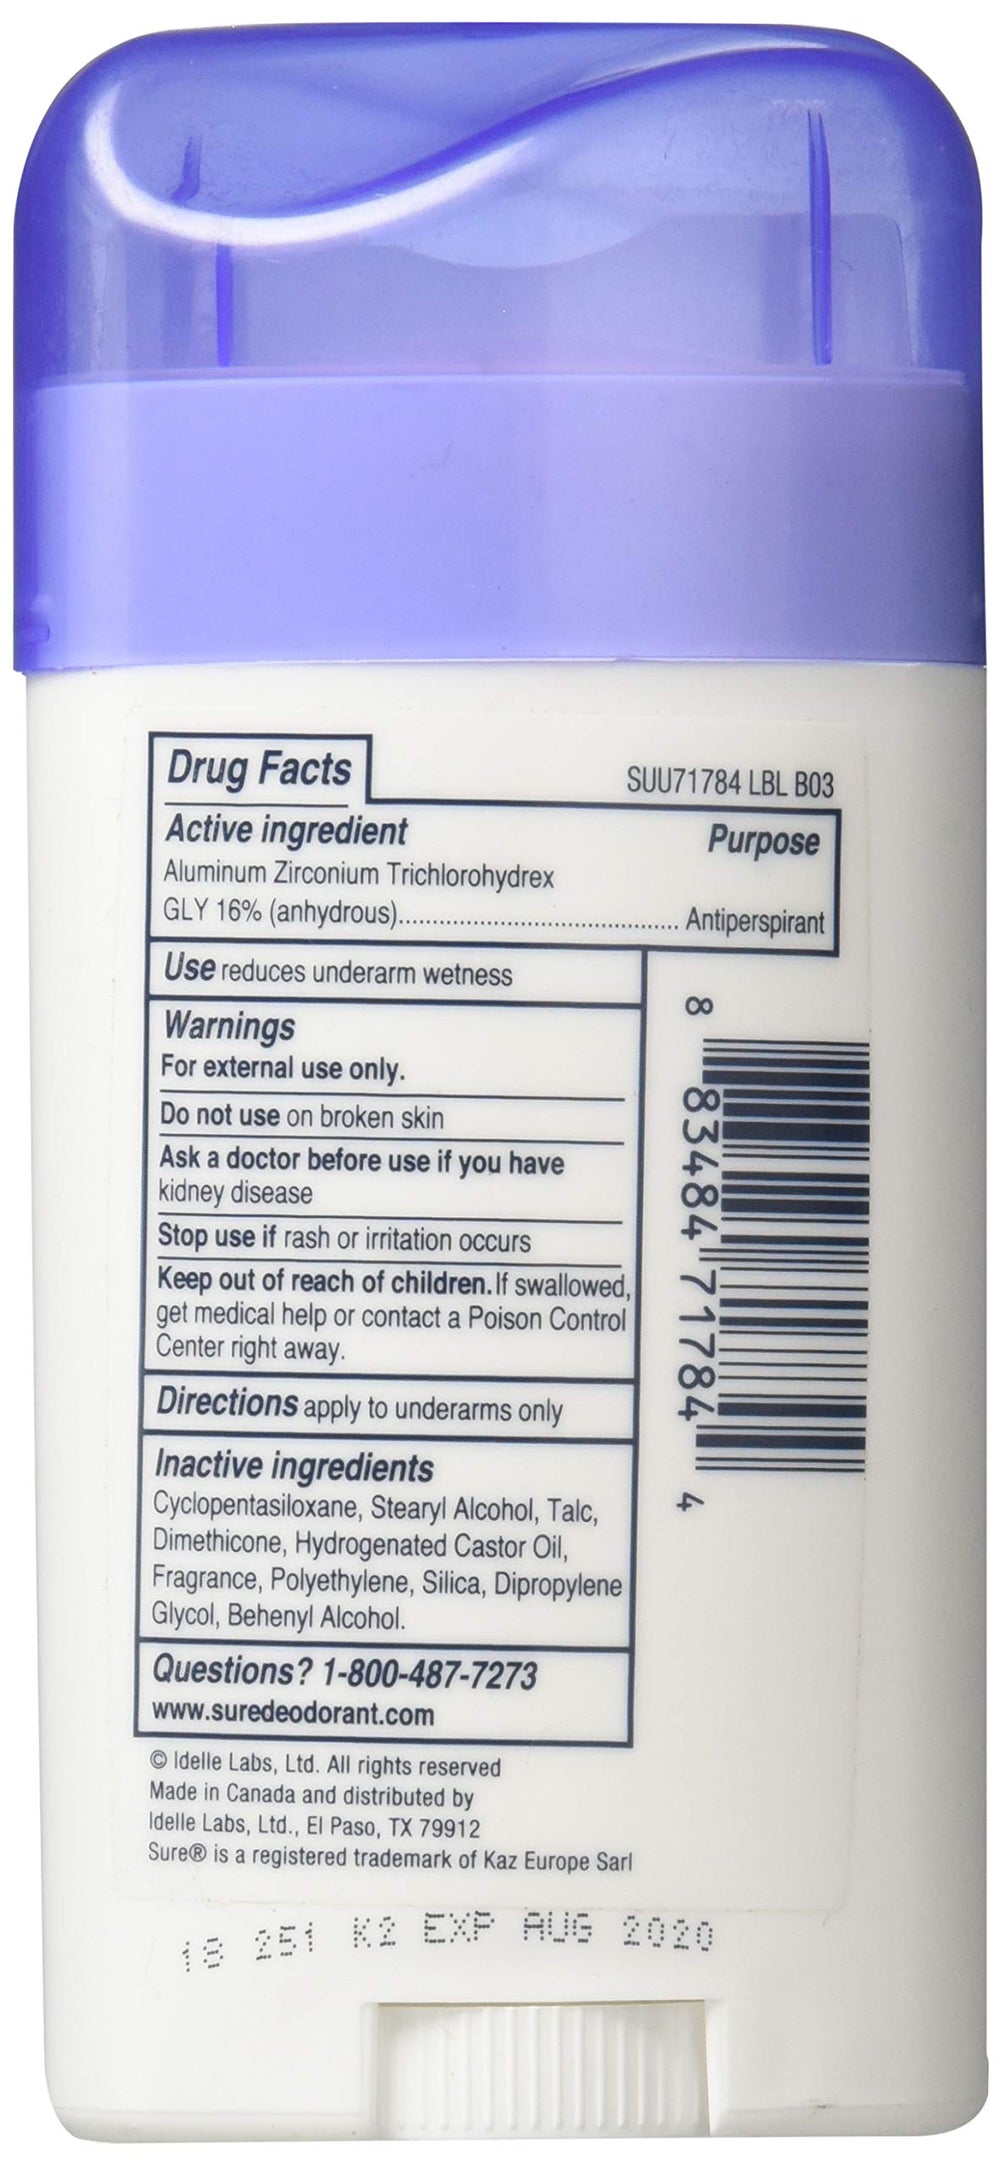 Drug Facts
SUU71784 LBL B03
Active ingredient Purpose
Aluminum Zirconium Trichlorohydrex
GLY 16% (anhydrous)........................................ Antiperspirant
Use reduces underarm wetness
Warnings
For external use only.
Do not use on broken skin
Ask a doctor before use if you have
kidney disease
Stop use if rash or irritation occurs
Keep out of reach of children. If swallowed,
get medical help or contact a Poison Control
Center right away.
Directions apply to underarms only
Inactive ingredients
Cyclopentasiloxane, Stearyl Alcohol, Talc,
Dimethicone, Hydrogenated Castor Oil,
Fragrance, Polyethylene, Silica, Dipropylene
Glycol, Behenyl Alcohol.
Questions? 1-800-487-7273
www.suredeodorant.com
8 83484 71784 4
© Idelle Labs, Ltd. All rights reserved
Made in Canada and distributed by
Idelle Labs, Ltd., El Paso, TX 79912
Sure® is a registered trademark of Kaz Europe Sarl
18 251 K2 EXP AUG 2020